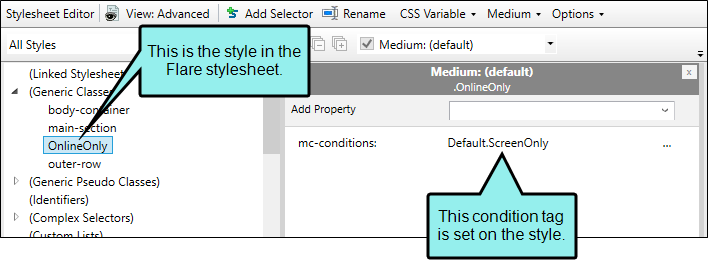 Stylesheet Editor View: Advanced Add Selector Rename CSS Variable Medium Options
All Styles Medium: (default)
This is the style in the
Flare stylesheet.
(Linked Stylesheet
(Generic Classes)
body-container
main-section
OnlineOnly
outer-row
(Generic Pseudo Classes)
(Identifiers)
(Complex Selectors)
(Custom Lists)
Medium: (default)
.OnlineOnly
x
Add Property
mc-conditions: Default.ScreenOnly ...
This condition tag
is set on the style.